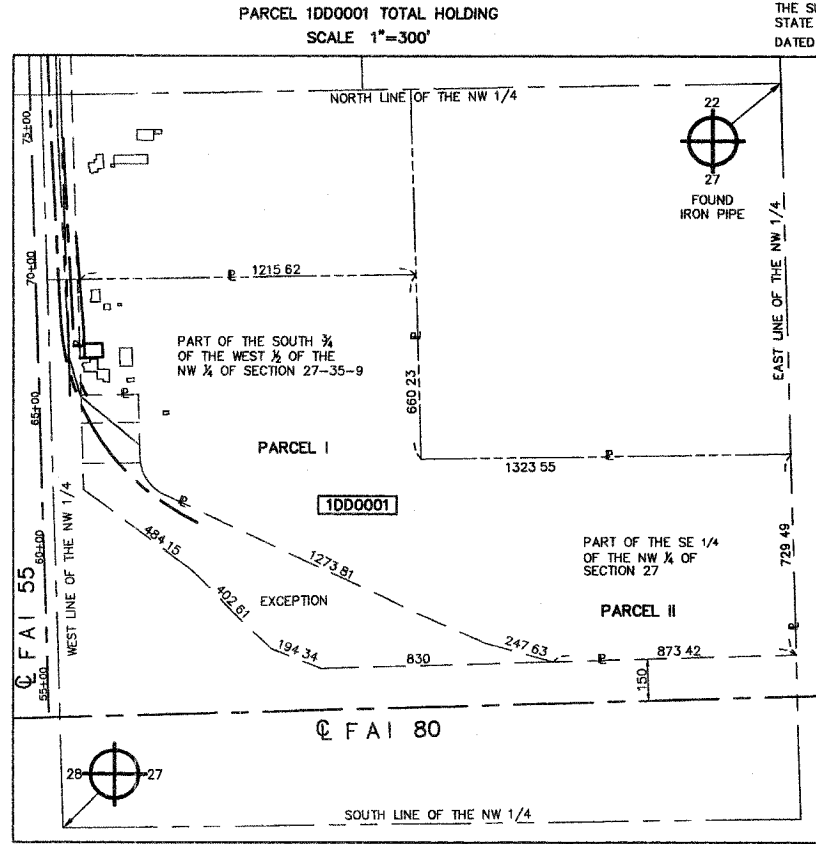 PARCEL 1DD0001 TOTAL HOLDING
SCALE 1"=300'
STATE
DATED
NORTH LINE OF THE NW 1/4
75+00
22
27
FOUND
IRON PIPE
EAST LINE OF THE NW 1/4
70+00
1215 62
PART OF THE SOUTH ¾
OF THE WEST ½ OF THE
NW ¼ OF SECTION 27-35-9
660 23
65+00
PARCEL I
1323 55
1DD0001
WEST LINE OF THE NW 1/4
484.15
60+00
1273.81
PART OF THE SE 1/4
OF THE NW ¼ OF
SECTION 27
729 49
402 61
EXCEPTION
PARCEL II
℄ FAI 55
194.34
830
247 63
873 42
55+00
150
℄ FAI 80
28
27
SOUTH LINE OF THE NW 1/4